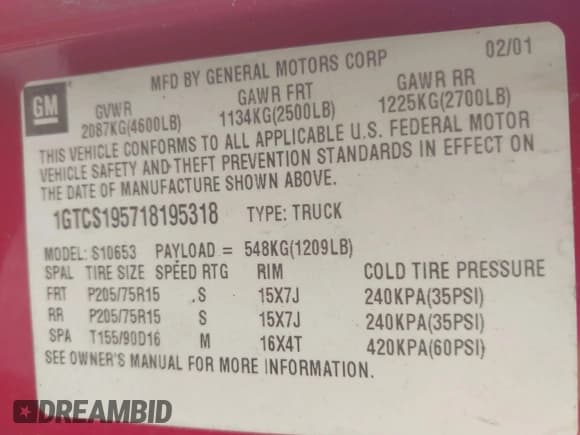 MFD BY GENERAL MOTORS CORP 02/01
GM
GVWR GAWR FRT GAWR RR
2087KG(4600LB) 1134KG(2500LB) 1225KG(2700LB)
THIS VEHICLE CONFORMS TO ALL APPLICABLE U.S. FEDERAL MOTOR
VEHICLE SAFETY AND THEFT PREVENTION STANDARDS IN EFFECT ON
THE DATE OF MANUFACTURE SHOWN ABOVE.
1GTCS195718195318 TYPE: TRUCK
MODEL: S10653 PAYLOAD = 548KG(1209LB)
SPAL TIRE SIZE SPEED RTG RIM COLD TIRE PRESSURE
FRT P205/75R15 S 15X7J 240KPA(35PSI)
RR P205/75R15 S 15X7J 240KPA(35PSI)
SPA T155/90D16 M 16X4T 420KPA(60PSI)
SEE OWNER'S MANUAL FOR MORE INFORMATION.
DREAMBID